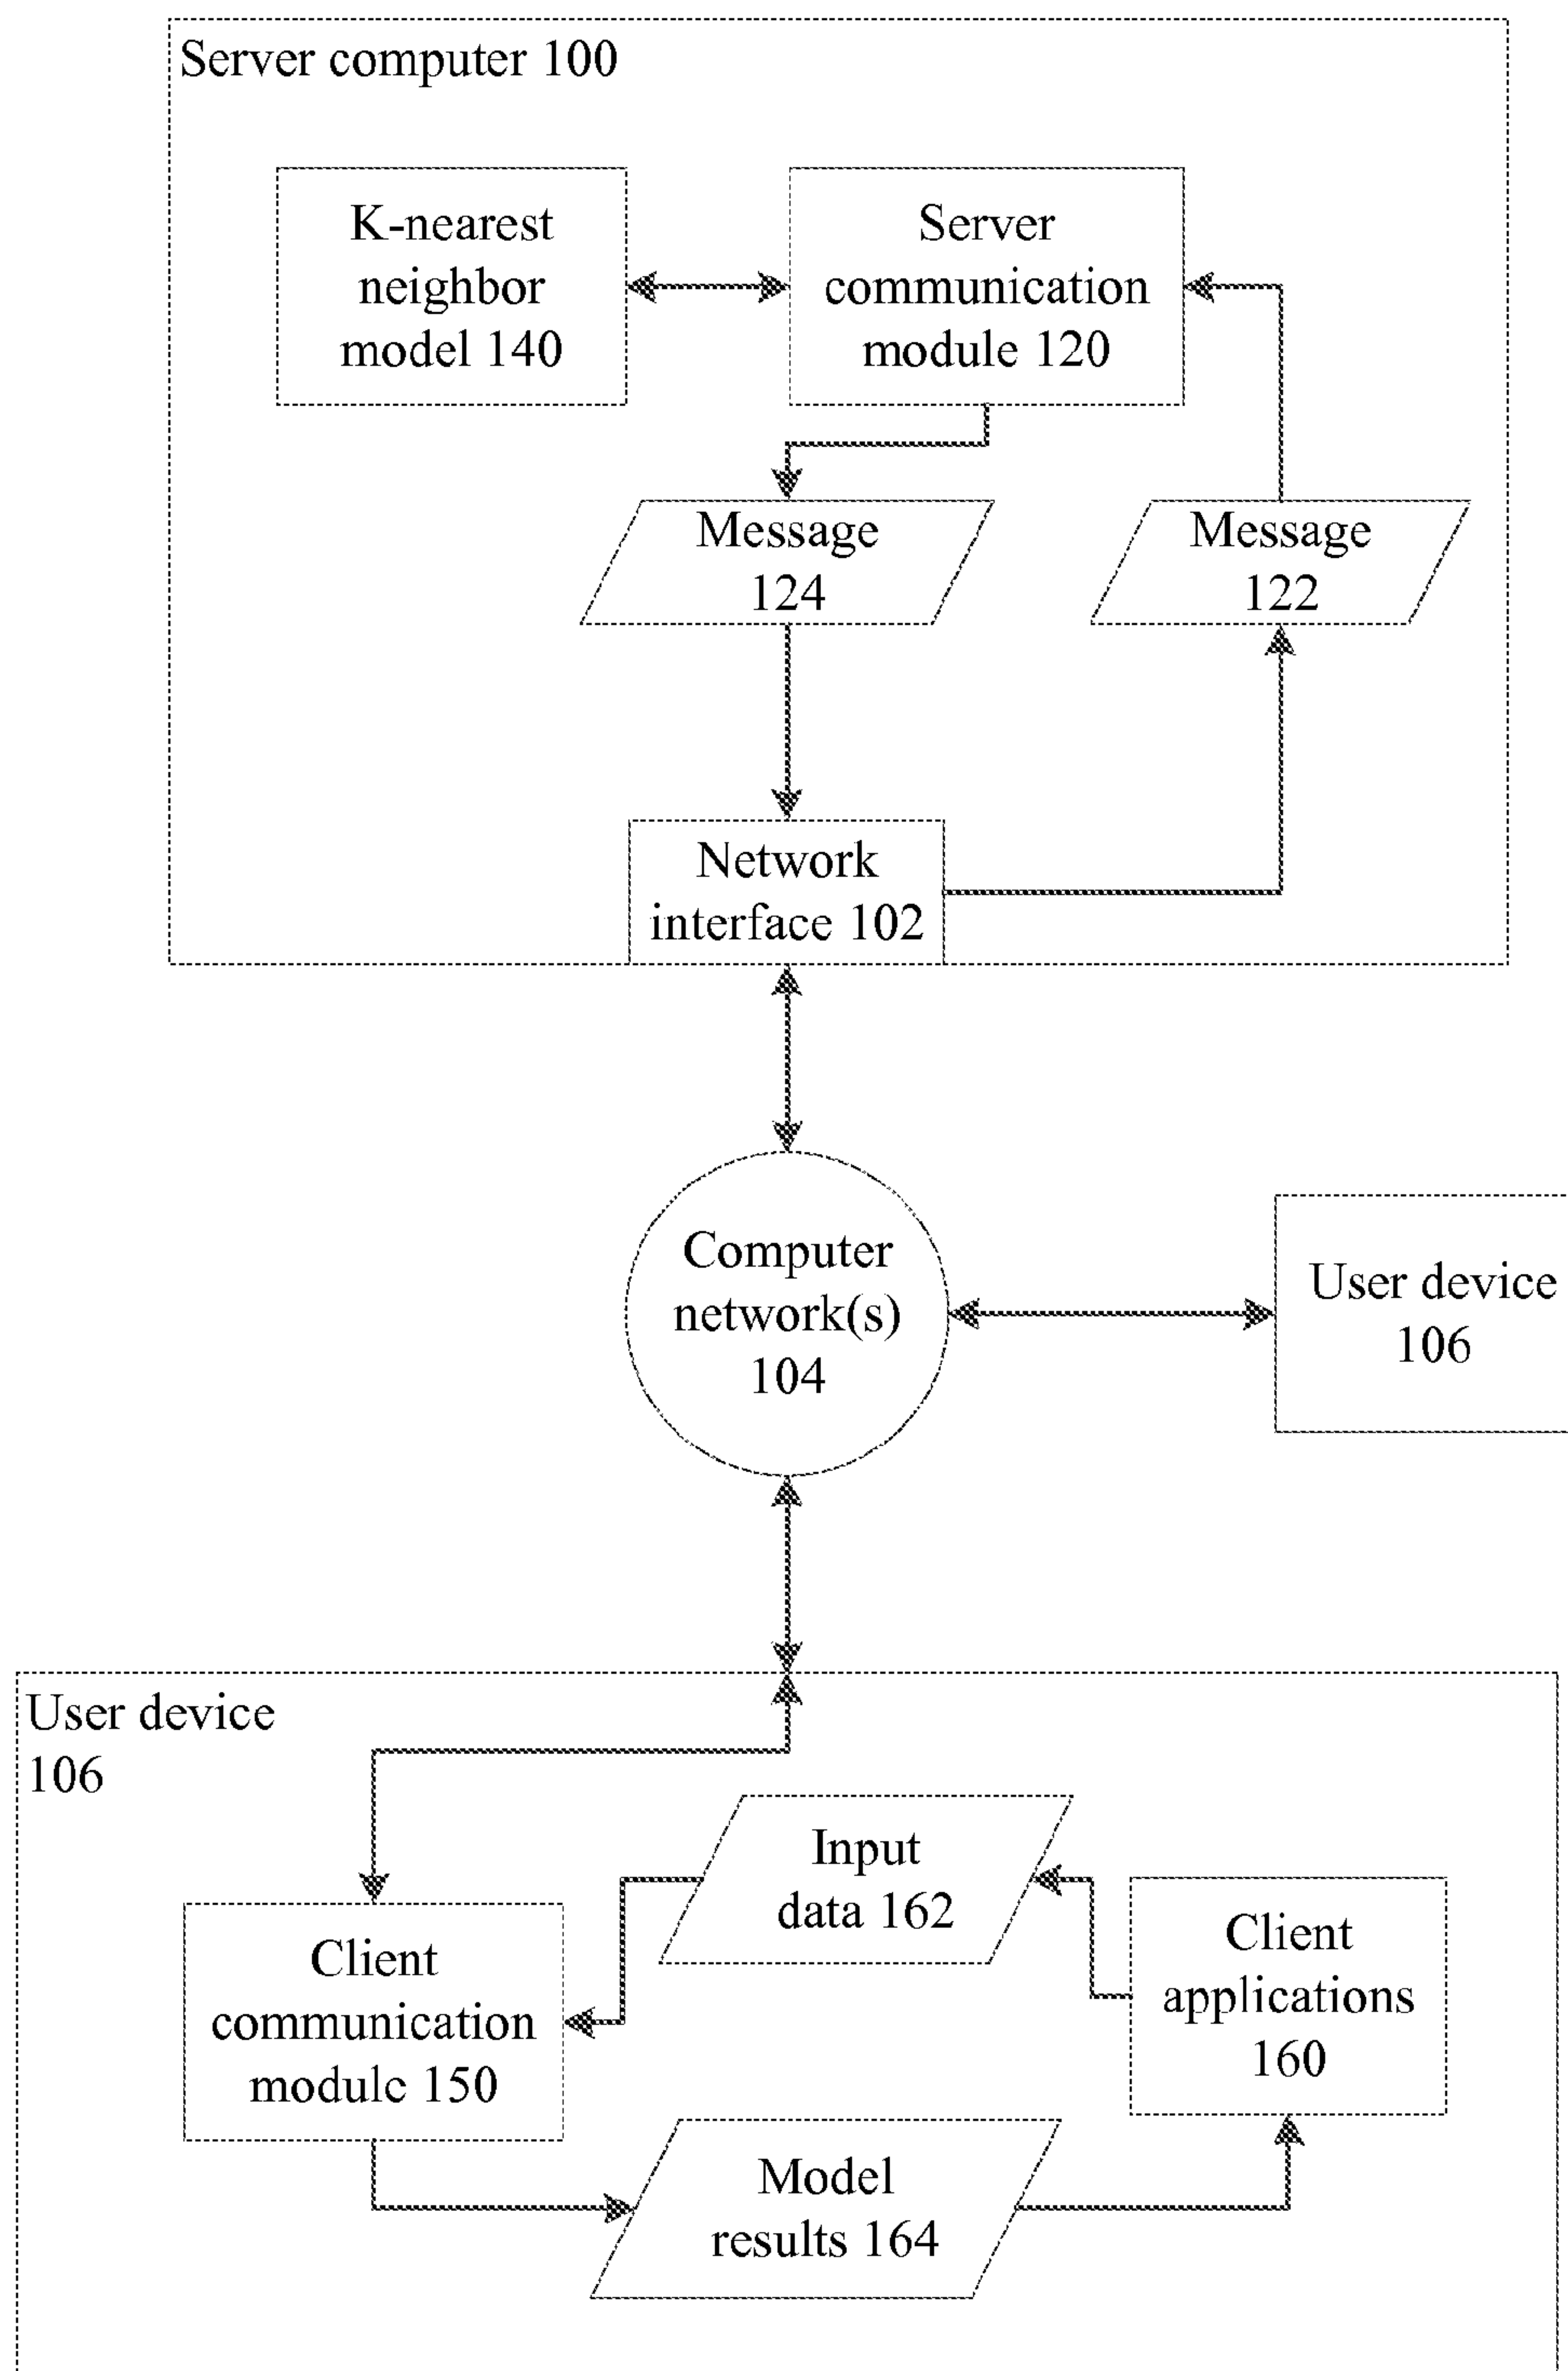 Server computer 100
K-nearest
neighbor
model 140
Server
communication
module 120
Message
124
Message
122
Network
interface 102
Computer
network(s)
104
User device
106
User device
106
Input
data 162
Client
applications
160
Client
communication
module 150
Model
results 164